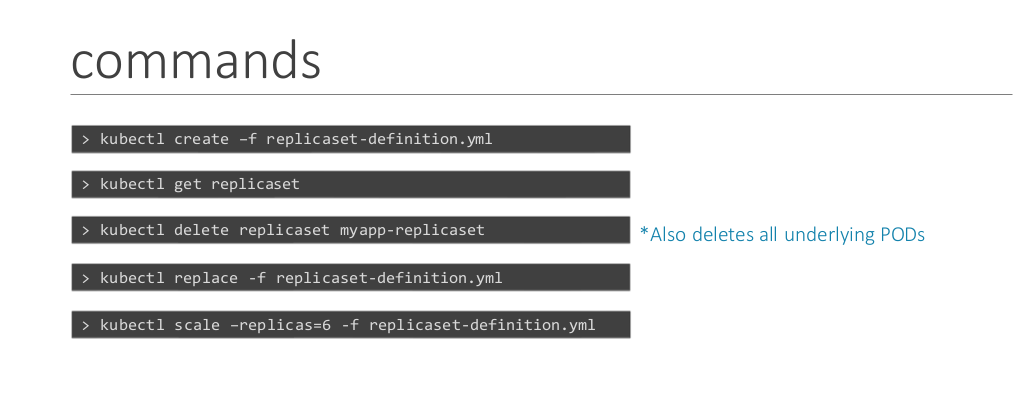 commands
> kubectl create –f replicaset-definition.yml
> kubectl get replicaset
> kubectl delete replicaset myapp-replicaset
*Also deletes all underlying PODs
> kubectl replace -f replicaset-definition.yml
> kubectl scale –replicas=6 -f replicaset-definition.yml